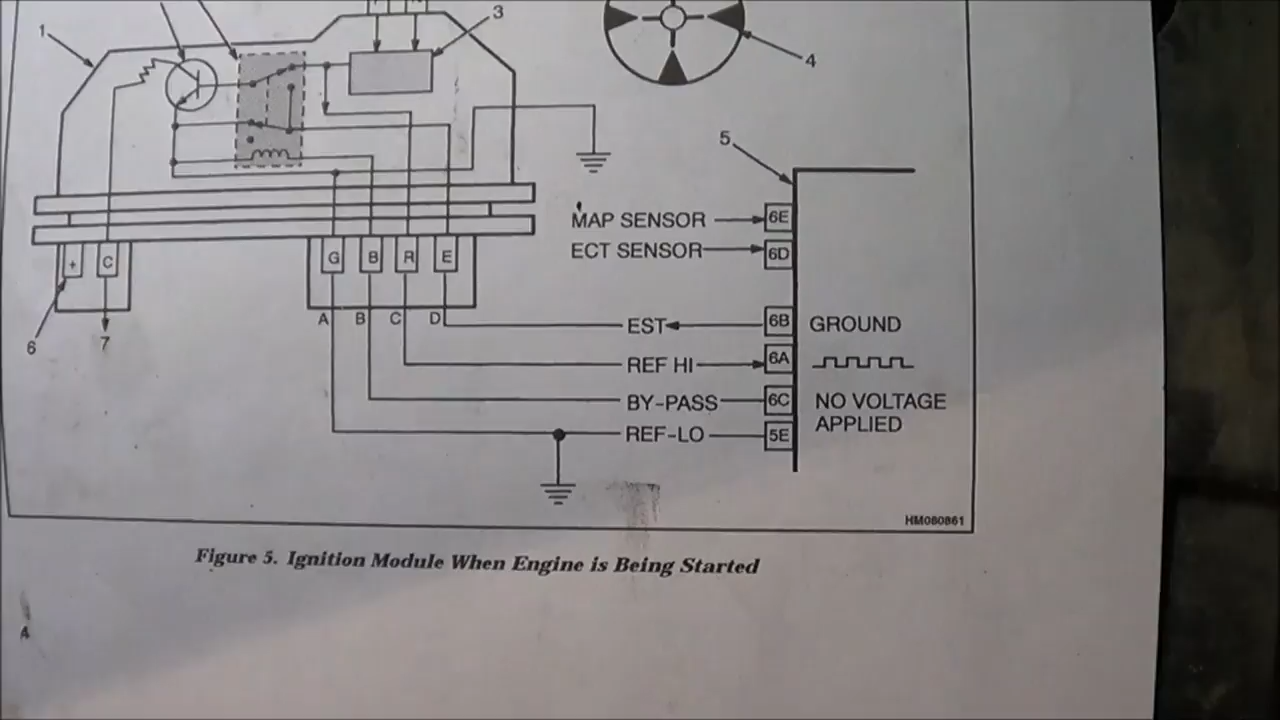 1
3
4
5
MAP SENSOR 6E
ECT SENSOR 6D
+ C
G B R E
A B C D
6
7
EST 6B GROUND
REF HI 6A
BY-PASS 6C NO VOLTAGE
APPLIED
REF-LO 5E
HM080861
Figure 5. Ignition Module When Engine is Being Started
4